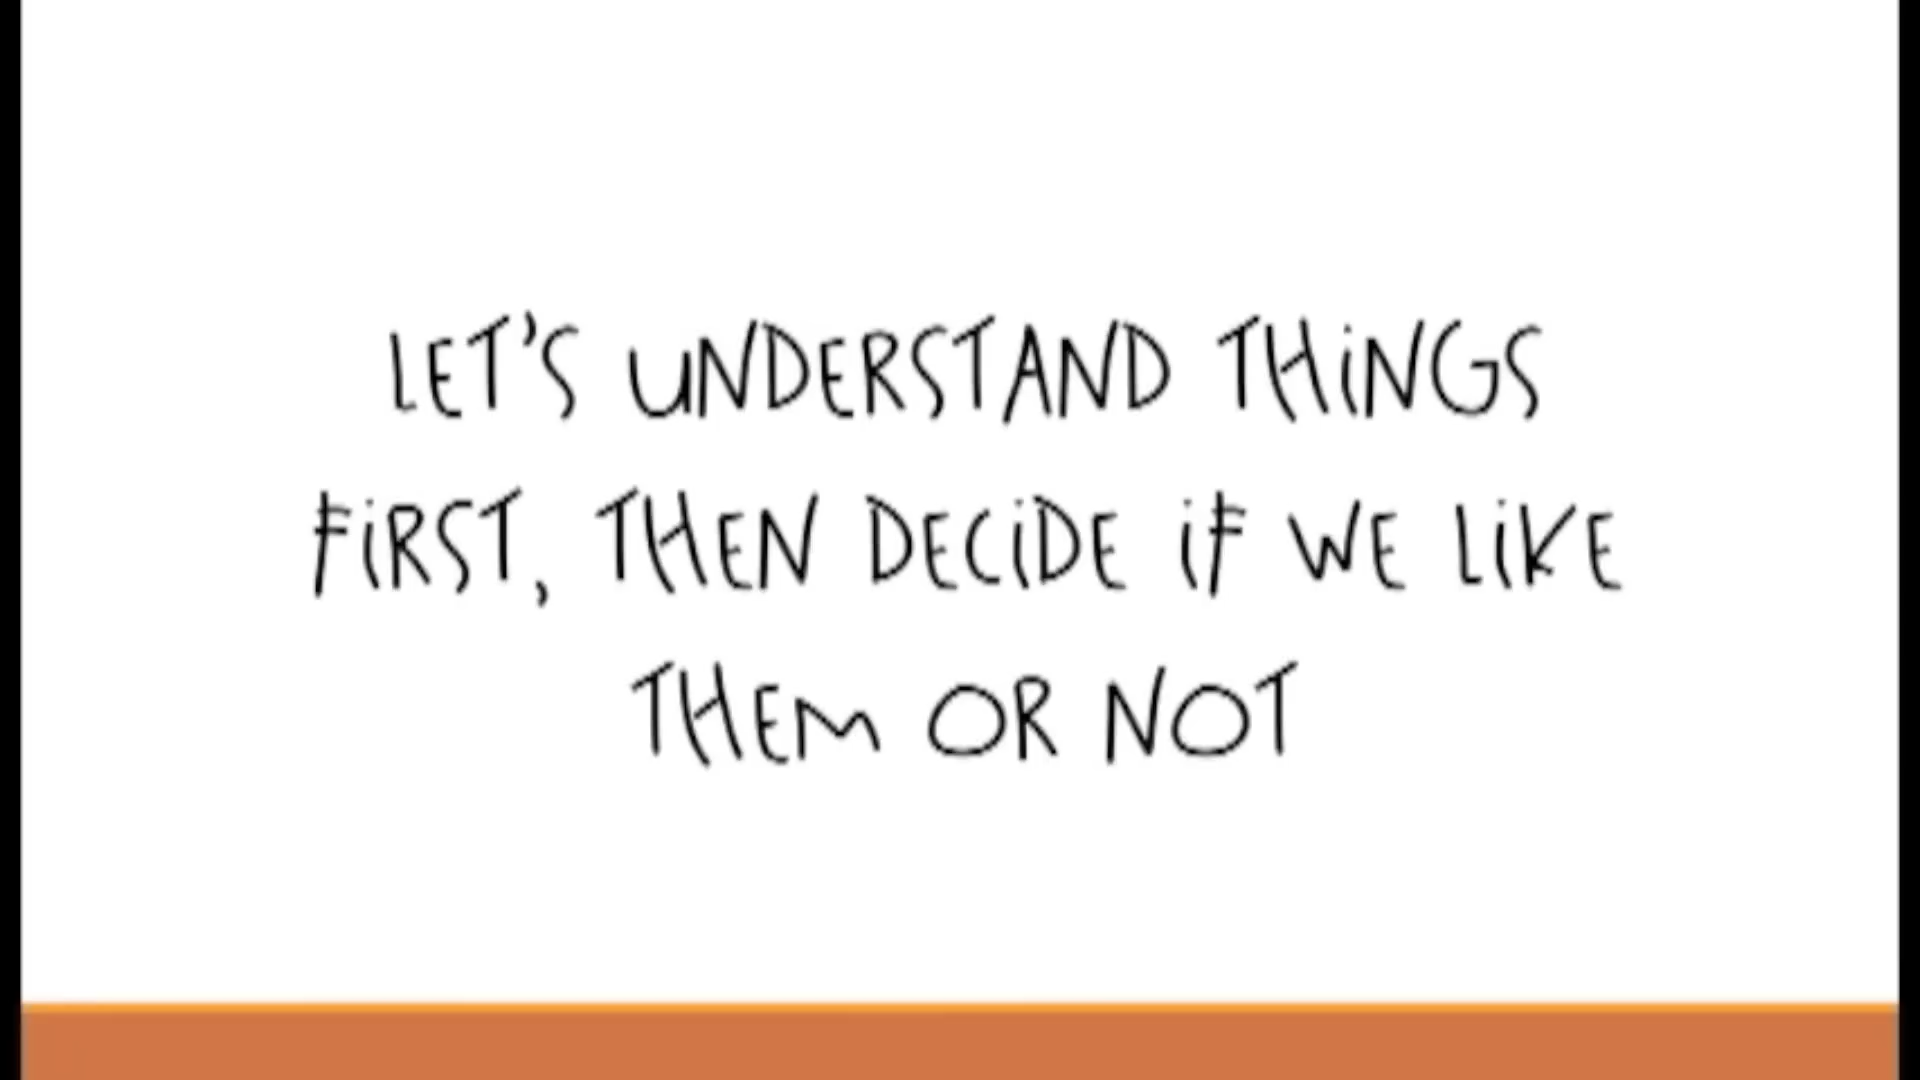 LET'S UNDERSTAND THINGS
FIRST, THEN DECIDE IF WE LIKE
THEM OR NOT